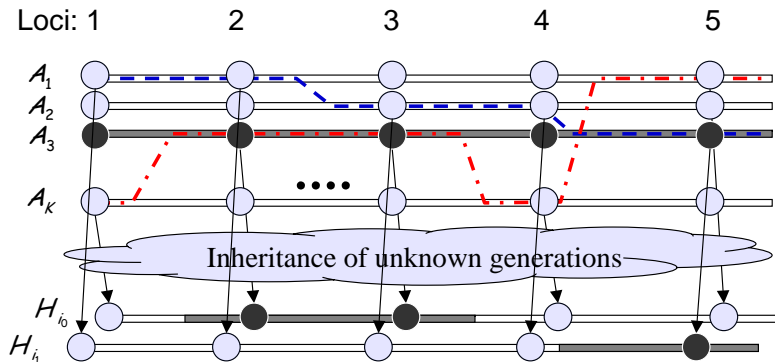 Loci: 1 2 3 4 5
A1
A2
A3
AK
Inheritance of unknown generations
Hi0
Hi1